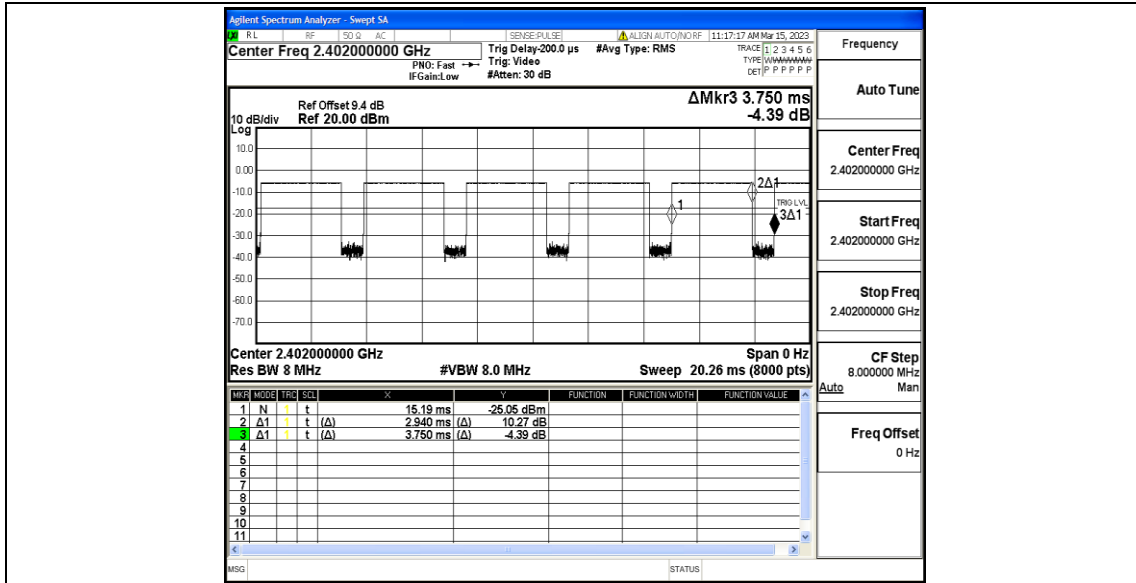 Agilent Spectrum Analyzer - Swept SA
RL RF 50 Ω AC SENSE:PULSE ALIGN AUTO/NO RF 11:17:17 AM Mar 15, 2023
Center Freq 2.402000000 GHz
PNO: Fast
IFGain:Low
Trig Delay-200.0 µs
Trig: Video
#Atten: 30 dB
#Avg Type: RMS
TRACE 1 2 3 4 5 6
TYPE WWWWWW
DET P P P P P P
Ref Offset 9.4 dB
10 dB/div Ref 20.00 dBm
Log
ΔMkr3 3.750 ms
-4.39 dB
10.0
0.00
-10.0
-20.0
-30.0
-40.0
-50.0
-60.0
-70.0
1
2Δ1
TRIG LVL
3Δ1
Center 2.402000000 GHz Span 0 Hz
Res BW 8 MHz #VBW 8.0 MHz Sweep 20.26 ms (8000 pts)
MKR MODE TRC SCL X Y FUNCTION FUNCTION WIDTH FUNCTION VALUE
1 N 1 t 15.19 ms -25.05 dBm
2 Δ1 1 t (Δ) 2.940 ms (Δ) 10.27 dB
3 Δ1 1 t (Δ) 3.750 ms (Δ) -4.39 dB
4
5
6
7
8
9
10
11
MSG STATUS
Frequency
Auto Tune
Center Freq
2.402000000 GHz
Start Freq
2.402000000 GHz
Stop Freq
2.402000000 GHz
CF Step
8.000000 MHz
Auto Man
Freq Offset
0 Hz